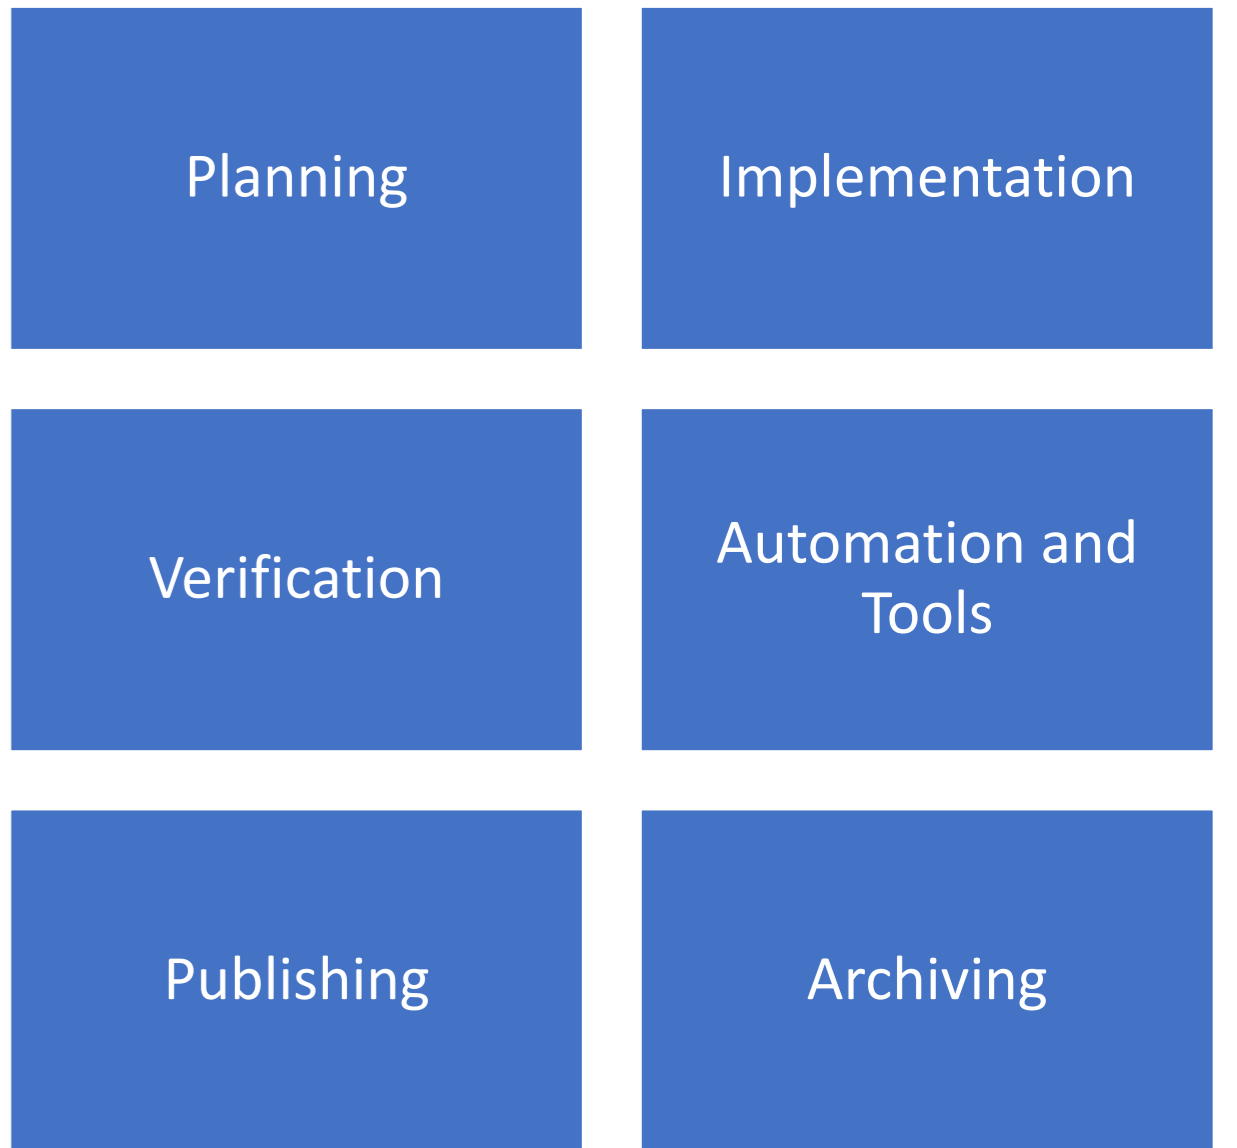 Planning
Implementation
Verification
Automation and
Tools
Publishing
Archiving